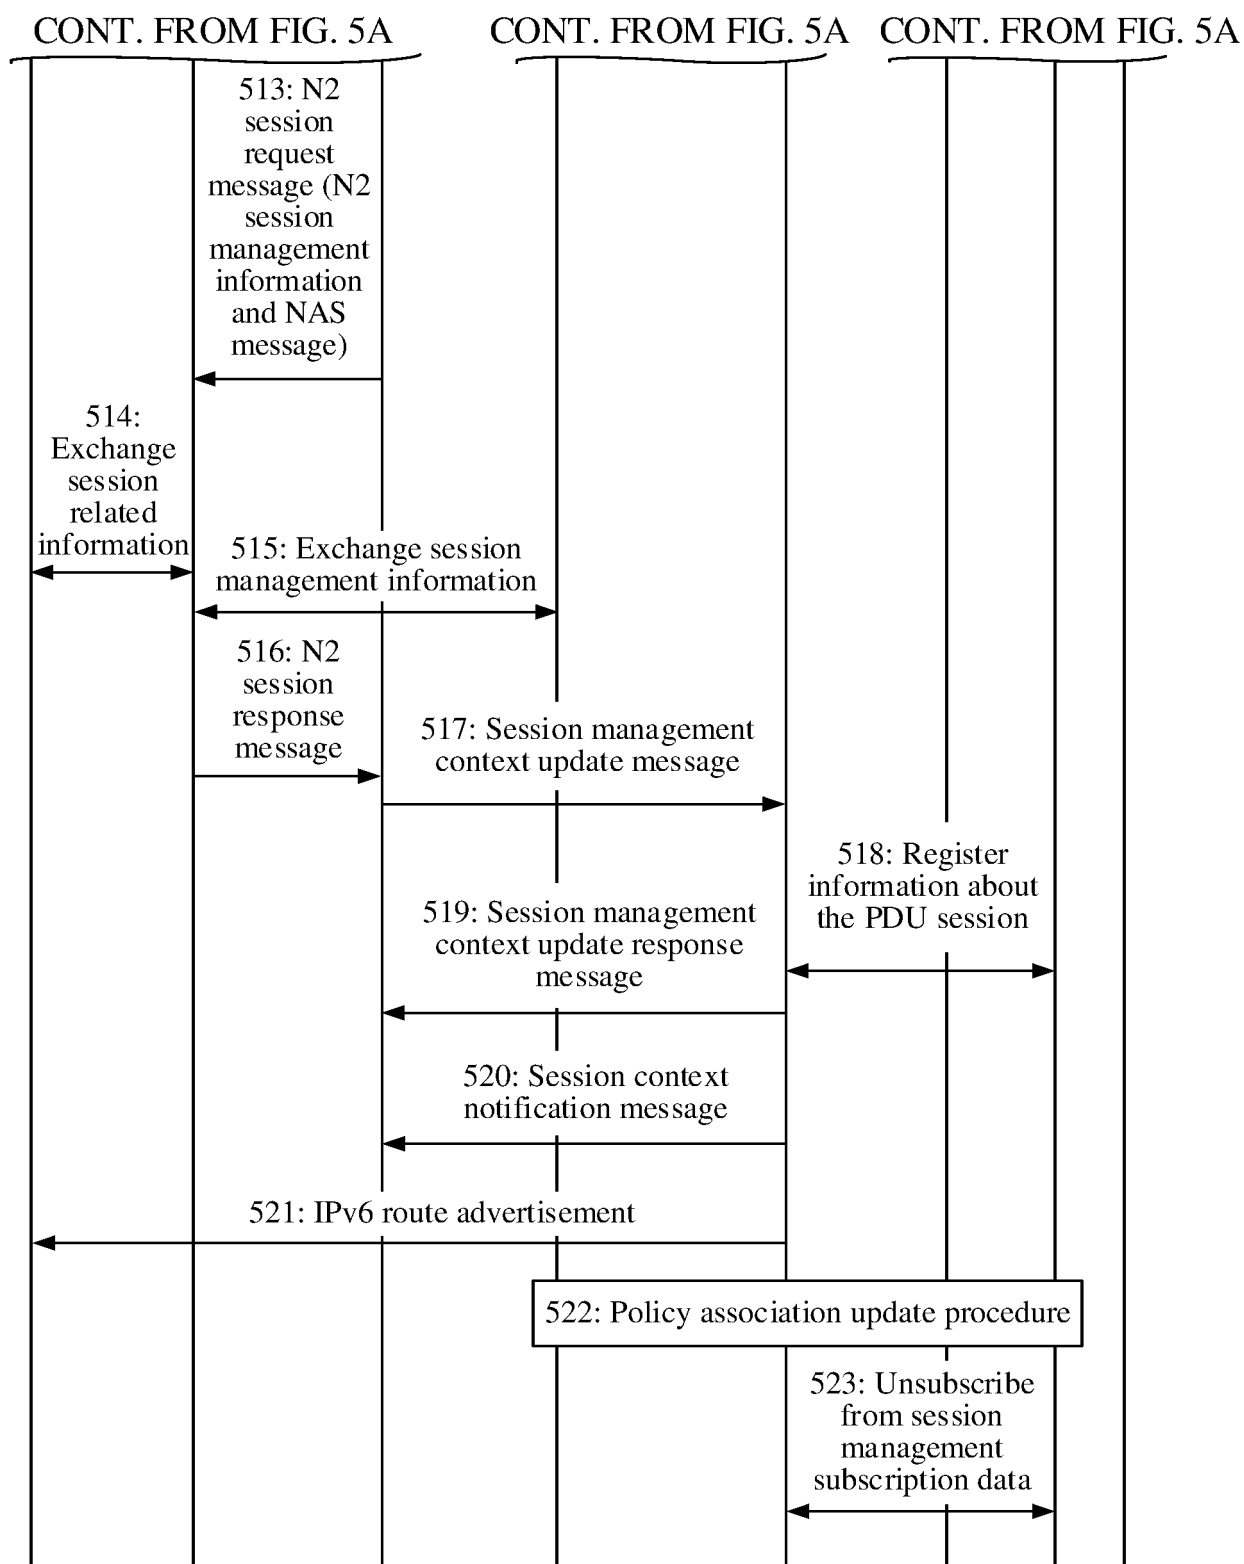 CONT. FROM FIG. 5A
CONT. FROM FIG. 5A
CONT. FROM FIG. 5A
513: N2
session
request
message (N2
session
management
information
and NAS
message)
514:
Exchange
session
related
information
515: Exchange session
management information
516: N2
session
response
message
517: Session management
context update message
518: Register
information about
the PDU session
519: Session management
context update response
message
520: Session context
notification message
521: IPv6 route advertisement
522: Policy association update procedure
523: Unsubscribe
from session
management
subscription data